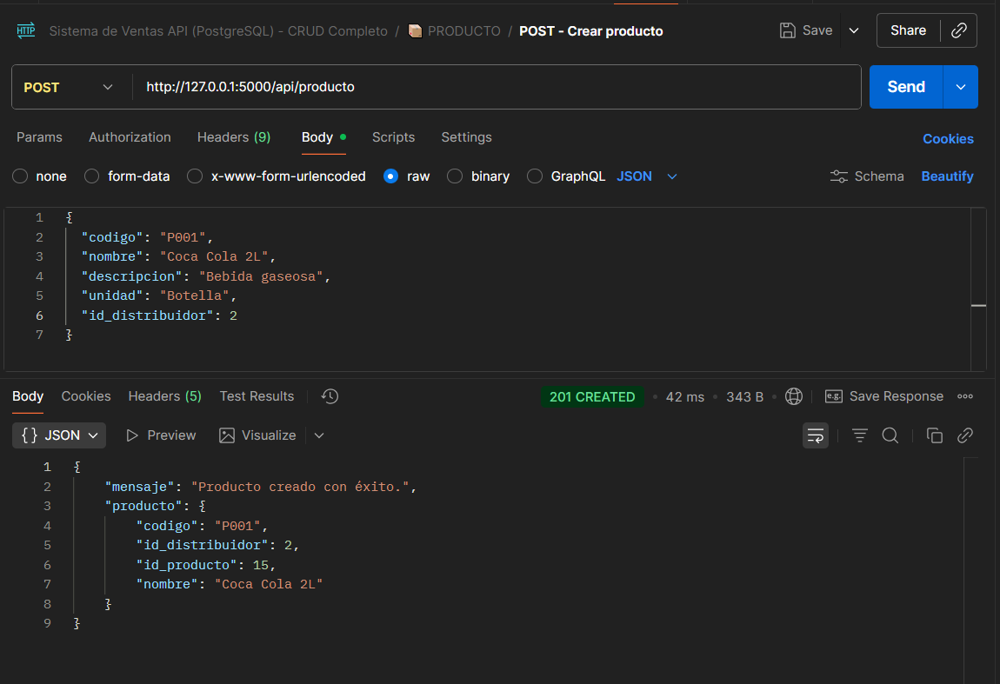 HTTP Sistema de Ventas API (PostgreSQL) - CRUD Completo / PRODUCTO / POST - Crear producto Save Share
POST http://127.0.0.1:5000/api/producto Send
Params Authorization Headers (9) Body Scripts Settings Cookies
none form-data x-www-form-urlencoded raw binary GraphQL JSON Schema Beautify
1 {
2 "codigo": "P001",
3 "nombre": "Coca Cola 2L",
4 "descripcion": "Bebida gaseosa",
5 "unidad": "Botella",
6 "id_distribuidor": 2
7 }
Body Cookies Headers (5) Test Results 201 CREATED • 42 ms • 343 B • e.g. Save Response
{} JSON Preview Visualize
1 {
2 "mensaje": "Producto creado con éxito.",
3 "producto": {
4 "codigo": "P001",
5 "id_distribuidor": 2,
6 "id_producto": 15,
7 "nombre": "Coca Cola 2L"
8 }
9 }